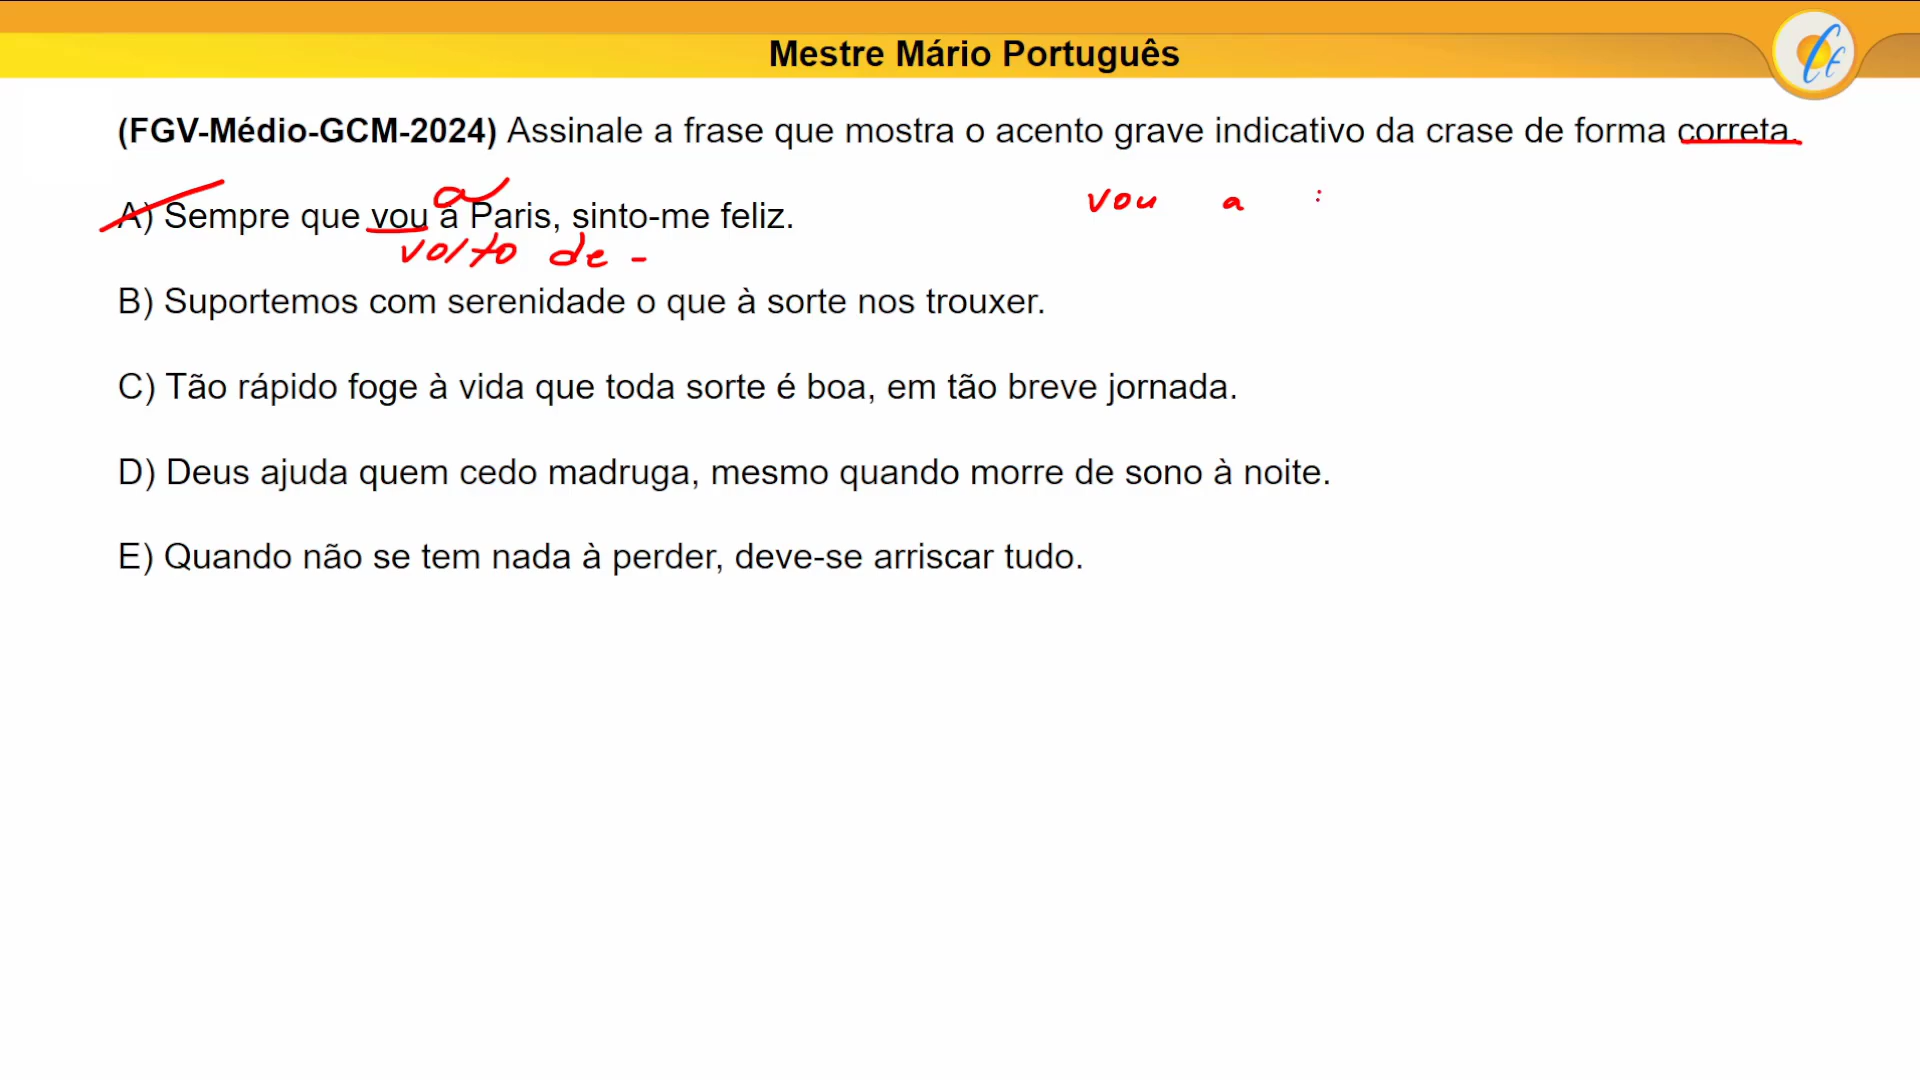 Mestre Mário Português
(FGV-Médio-GCM-2024) Assinale a frase que mostra o acento grave indicativo da crase de forma correta.
a
vou a
A) Sempre que vou à Paris, sinto-me feliz.
volto de -
B) Suportemos com serenidade o que à sorte nos trouxer.
C) Tão rápido foge à vida que toda sorte é boa, em tão breve jornada.
D) Deus ajuda quem cedo madruga, mesmo quando morre de sono à noite.
E) Quando não se tem nada à perder, deve-se arriscar tudo.